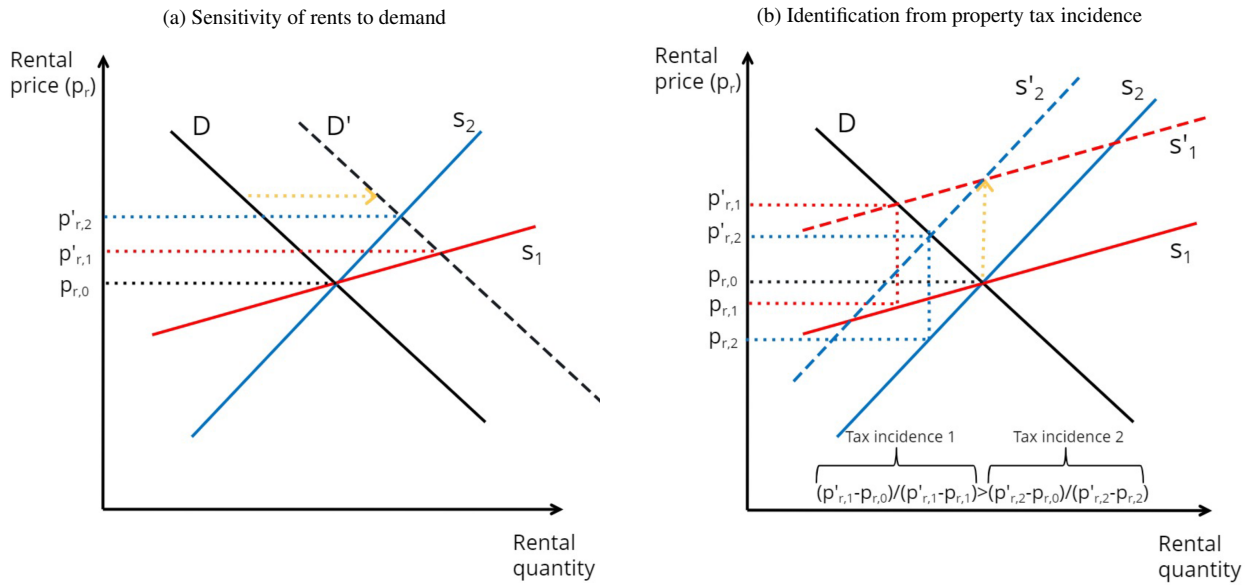 (a) Sensitivity of rents to demand
Rental
price (pᵣ)
D
D'
s₂
p'ᵣ,₂
p'ᵣ,₁
pᵣ,₀
s₁
Rental
quantity
(b) Identification from property tax incidence
Rental
price (pᵣ)
D
s'₂
s₂
s'₁
p'ᵣ,₁
p'ᵣ,₂
pᵣ,₀
pᵣ,₁
pᵣ,₂
s₁
Tax incidence 1
Tax incidence 2
(p'ᵣ,₁-pᵣ,₀)/(p'ᵣ,₁-pᵣ,₁)>(p'ᵣ,₂-pᵣ,₀)/(p'ᵣ,₂-pᵣ,₂)
Rental
quantity